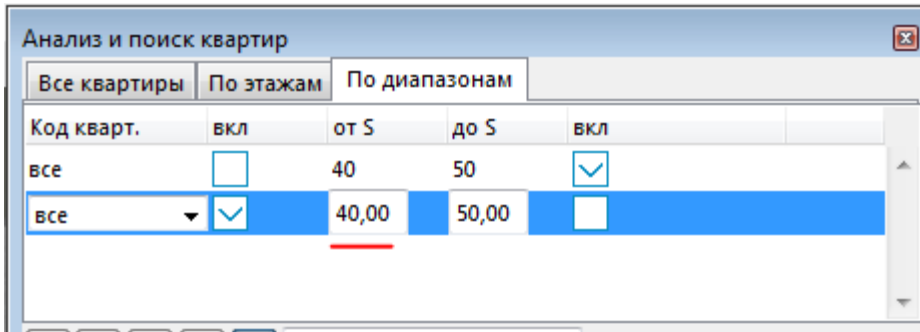 Анализ и поиск квартир
Все квартиры По этажам По диапазонам
Код кварт. вкл от S до S вкл
все 40 50
все 40,00 50,00